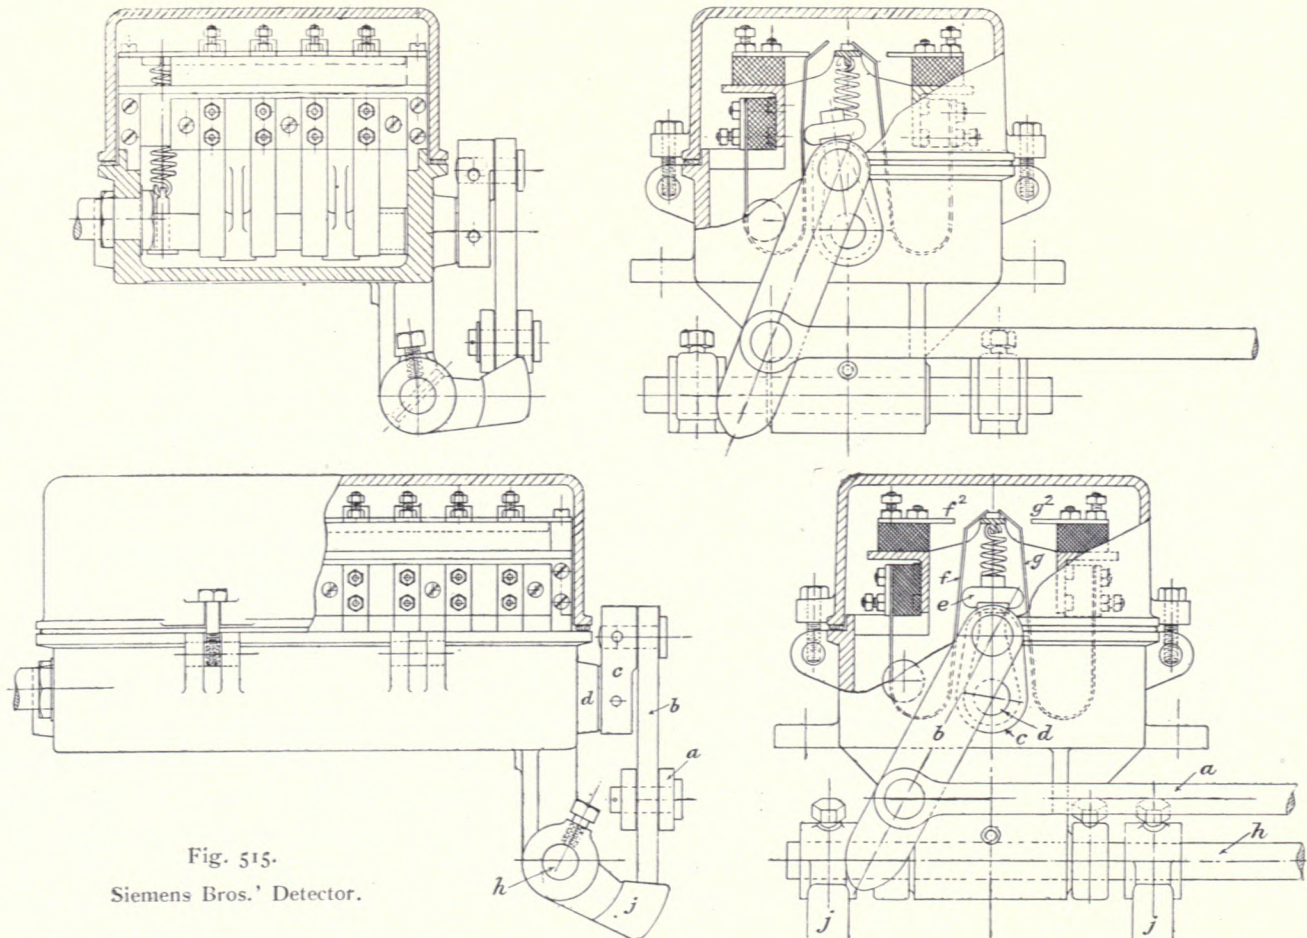 f² g²
f g
e
c
d b
b c d
a
a
h
Fig. 515.
Siemens Bros.' Detector.
h
j
j j